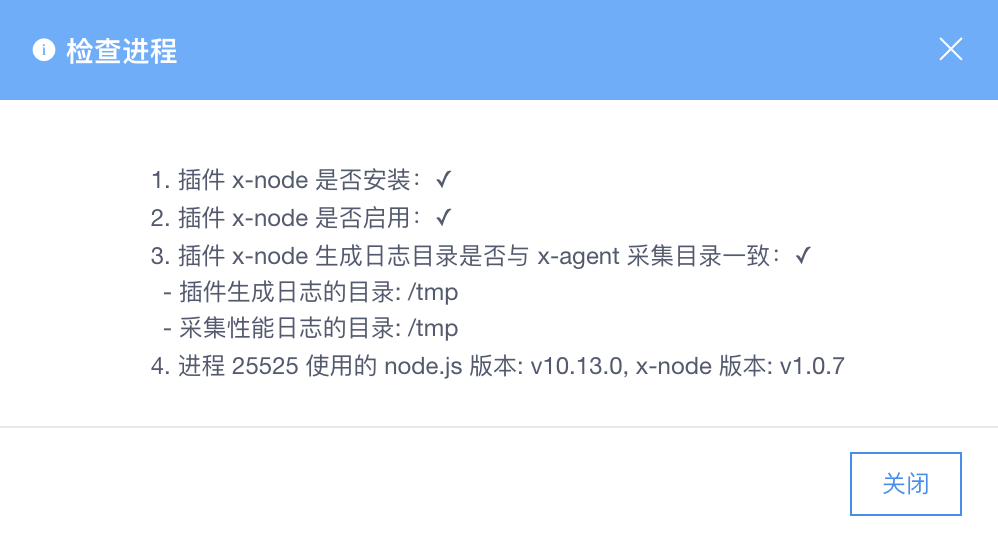 检查进程
1. 插件 x-node 是否安装：✓
2. 插件 x-node 是否启用：✓
3. 插件 x-node 生成日志目录是否与 x-agent 采集目录一致：✓
- 插件生成日志的目录: /tmp
- 采集性能日志的目录: /tmp
4. 进程 25525 使用的 node.js 版本: v10.13.0, x-node 版本: v1.0.7
关闭